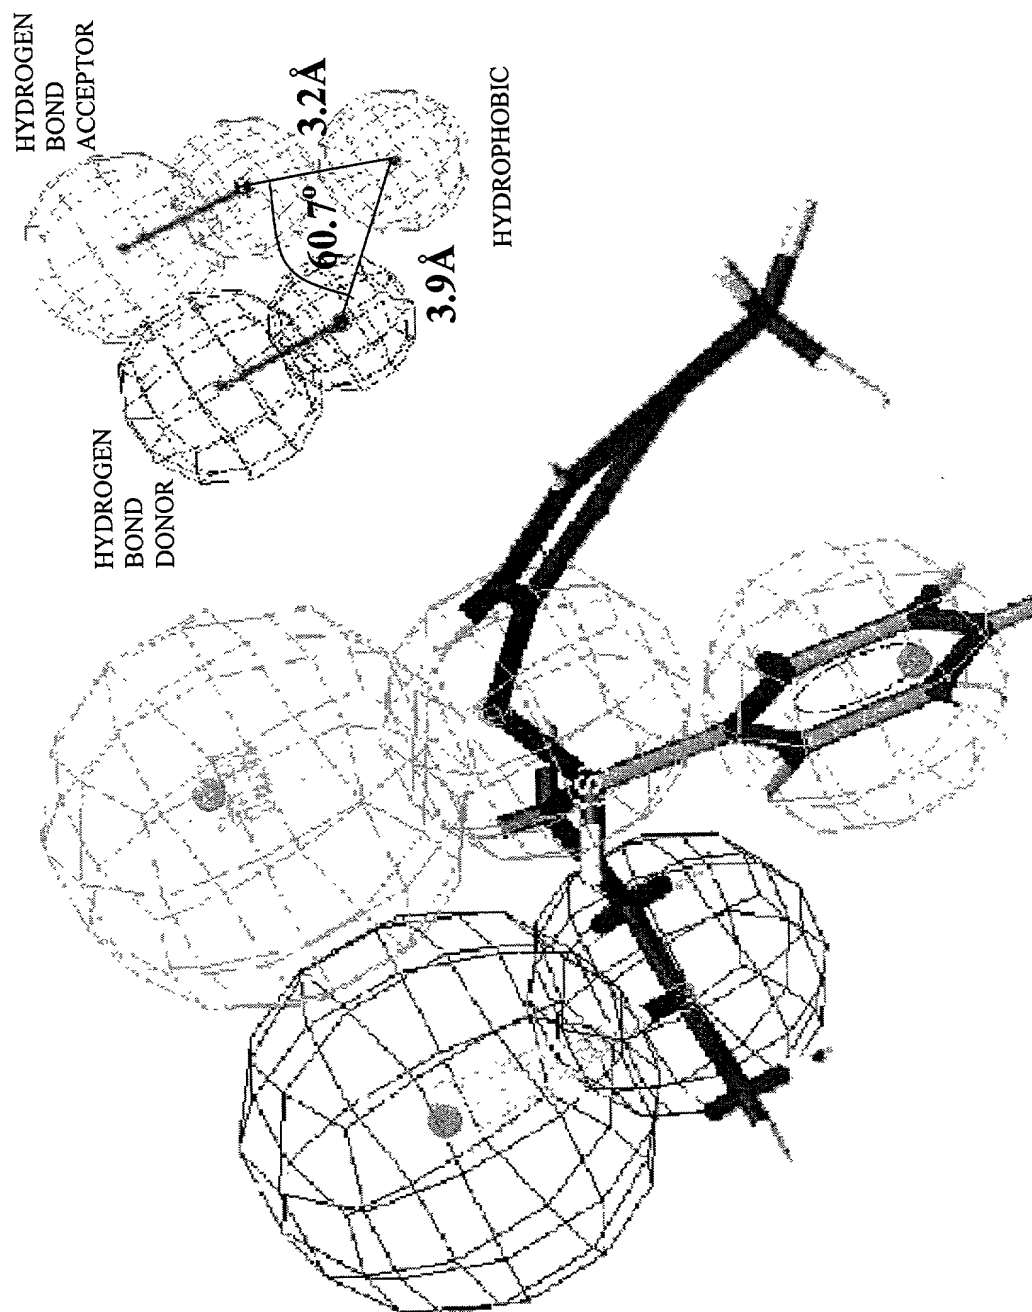 HYDROGEN
BOND
ACCEPTOR
3.2Å
60.7°
HYDROPHOBIC
3.9Å
HYDROGEN
BOND
DONOR